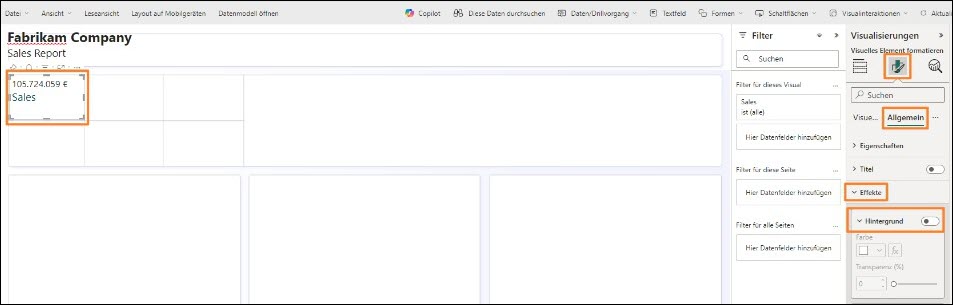 Datei Bearbeiten Leseansicht Layout auf Mobilgeräten Datenmodell öffnen Copilot Diese Daten durchsuchen Daten/Drillvorgang Textfeld Formen Schaltflächen Visualinteraktionen Aktuali
Fabrikam Company
Sales Report
105.724.059 €
Sales
Filter
Suchen
Filter für dieses Visual ...
Sales
ist (alle)
Hier Datenfelder hinzufügen
Filter für diese Seite ...
Hier Datenfelder hinzufügen
Filter für alle Seiten ...
Hier Datenfelder hinzufügen
Visualisierungen
Visuelles Element formatieren
Suchen
Visue... Allgemein ...
Eigenschaften
Titel
Effekte
Hintergrund
Farbe
fx
Transparenz (%)
0